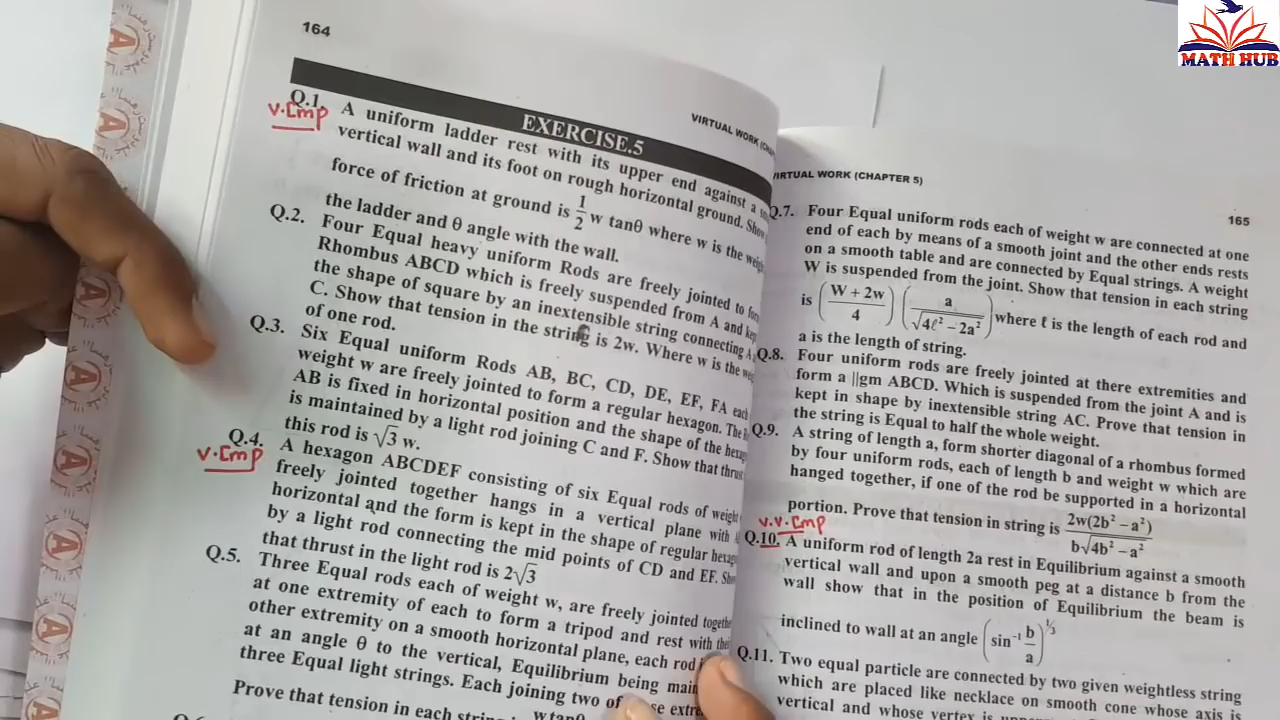 MATH HUB
164
VIRTUAL WORK
EXERCISE.5
V.Imp
Q.1. A uniform ladder rest with its upper end against a
vertical wall and its foot on rough horizontal ground. Show
force of friction at ground is 1/2 w tanθ where w is the
the ladder and θ angle with the wall.
Q.2. Four Equal heavy uniform Rods are freely jointed to
Rhombus ABCD which is freely suspended from A and
the shape of square by an inextensible string connecting A
C. Show that tension in the string is 2w. Where w is the
of one rod.
Q.3. Six Equal uniform Rods AB, BC, CD, DE, EF, FA each
weight w are freely jointed to form a regular hexagon. The
AB is fixed in horizontal position and the shape of the
is maintained by a light rod joining C and F. Show that
this rod is √3 w.
V.Imp
Q.4. A hexagon ABCDEF consisting of six Equal rods of weight
freely jointed together hangs in a vertical plane with
horizontal and the form is kept in the shape of regular
by a light rod connecting the mid points of CD and EF.
that thrust in the light rod is 2√3
Q.5. Three Equal rods each of weight w, are freely jointed
at one extremity of each to form a tripod and rest with
other extremity on a smooth horizontal plane, each rod
at an angle θ to the vertical, Equilibrium being
three Equal light strings. Each joining two of
Prove that tension in each
w tanθ
VIRTUAL WORK (CHAPTER 5)
165
Q.7. Four Equal uniform rods each of weight w are connected at one
end of each by means of a smooth joint and the other ends rests
on a smooth table and are connected by Equal strings. A weight
W is suspended from the joint. Show that tension in each string
is ((W + 2w)/4) (a/√(4ℓ² – 2a²)) where ℓ is the length of each rod and
a is the length of string.
Q.8. Four uniform rods are freely jointed at there extremities and
form a ||gm ABCD. Which is suspended from the joint A and is
kept in shape by inextensible string AC. Prove that tension in
the string is Equal to half the whole weight.
Q.9. A string of length a, form shorter diagonal of a rhombus formed
by four uniform rods, each of length b and weight w which are
hanged together, if one of the rod be supported in a horizontal
portion. Prove that tension in string is 2w(2b² – a²)/(b√(4b² – a²))
V.V.Imp
Q.10. A uniform rod of length 2a rest in Equilibrium against a smooth
vertical wall and upon a smooth peg at a distance b from the
wall show that in the position of Equilibrium the beam is
inclined to wall at an angle (sin⁻¹ b/a)^1/3
Q.11. Two equal particle are connected by two given weightless string
which are placed like necklace on smooth cone whose axis is
vertical and whose vertex is